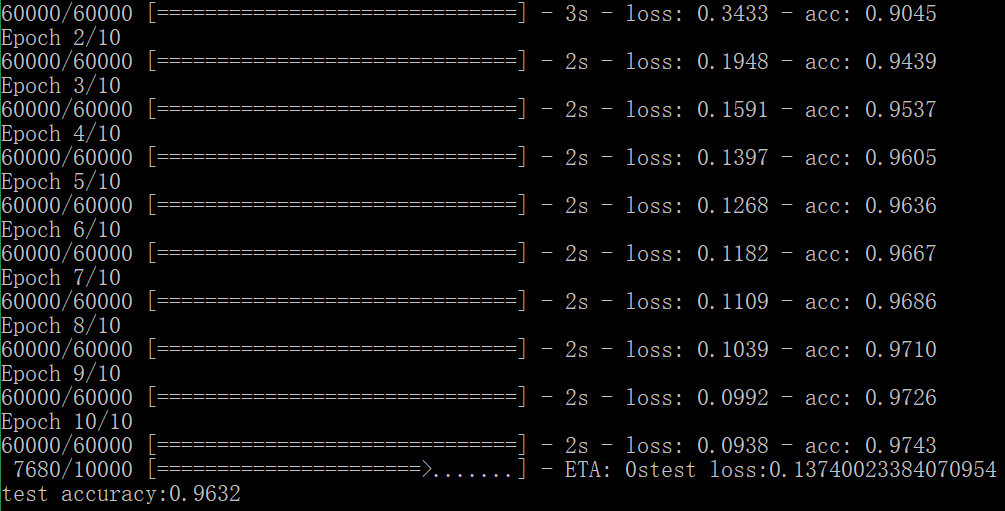 60000/60000 [==============================] - 3s - loss: 0.3433 - acc: 0.9045
Epoch 2/10
60000/60000 [==============================] - 2s - loss: 0.1948 - acc: 0.9439
Epoch 3/10
60000/60000 [==============================] - 2s - loss: 0.1591 - acc: 0.9537
Epoch 4/10
60000/60000 [==============================] - 2s - loss: 0.1397 - acc: 0.9605
Epoch 5/10
60000/60000 [==============================] - 2s - loss: 0.1268 - acc: 0.9636
Epoch 6/10
60000/60000 [==============================] - 2s - loss: 0.1182 - acc: 0.9667
Epoch 7/10
60000/60000 [==============================] - 2s - loss: 0.1109 - acc: 0.9686
Epoch 8/10
60000/60000 [==============================] - 2s - loss: 0.1039 - acc: 0.9710
Epoch 9/10
60000/60000 [==============================] - 2s - loss: 0.0992 - acc: 0.9726
Epoch 10/10
60000/60000 [==============================] - 2s - loss: 0.0938 - acc: 0.9743
 7680/10000 [======================>.......] - ETA: 0stest loss:0.13740023384070954
test accuracy:0.9632